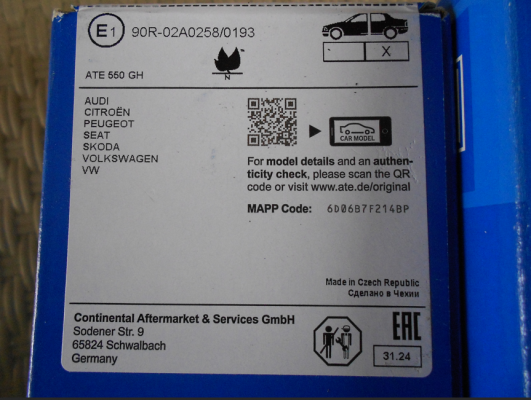 E1 90R-02A0258/0193
X
N
ATE 550 GH
AUDI
CITROËN
PEUGEOT
SEAT
SKODA
VOLKSWAGEN
VW
CAR MODEL
For model details and an authen-
ticity check, please scan the QR
code or visit www.ate.de/original
MAPP Code: 6D06B7F214BP
Made in Czech Republic
Сделано в Чехии
Continental Aftermarket & Services GmbH
Sodener Str. 9
65824 Schwalbach
Germany
EAC
31.24